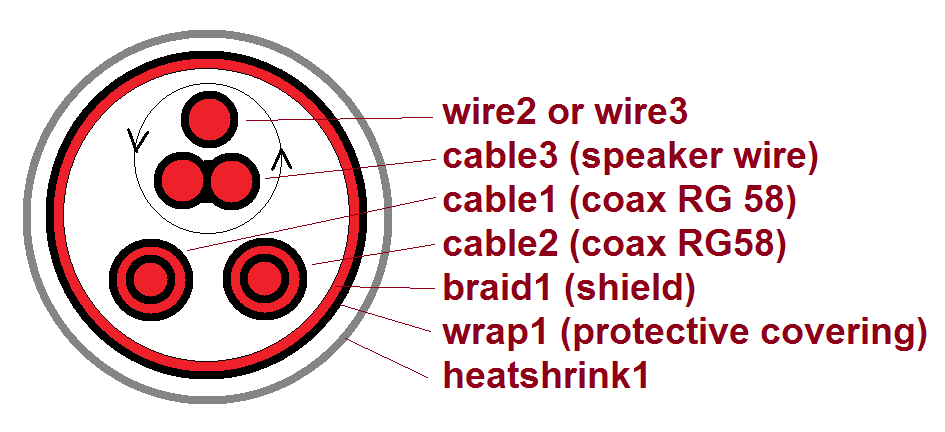 wire2 or wire3
cable3 (speaker wire)
cable1 (coax RG 58)
cable2 (coax RG58)
braid1 (shield)
wrap1 (protective covering)
heatshrink1